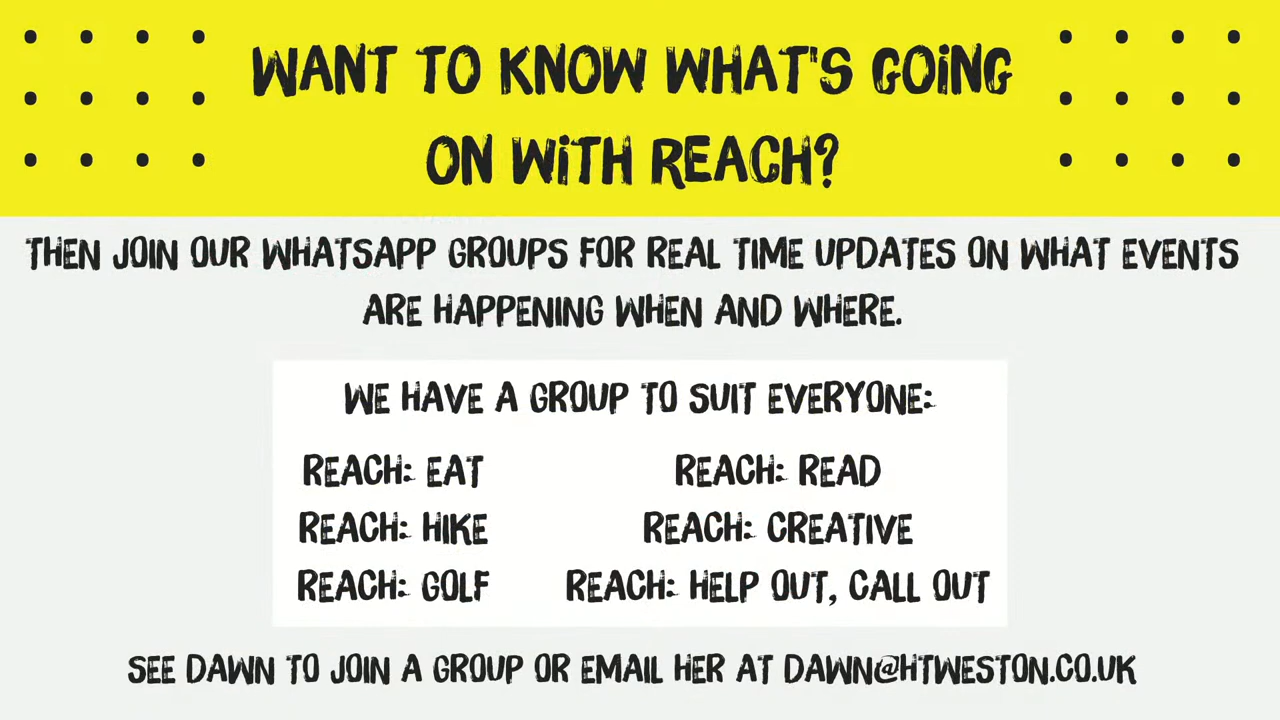 WANT TO KNOW WHAT'S GOING
ON WITH REACH?
THEN JOIN OUR WHATSAPP GROUPS FOR REAL TIME UPDATES ON WHAT EVENTS
ARE HAPPENING WHEN AND WHERE.
WE HAVE A GROUP TO SUIT EVERYONE:
REACH: EAT
REACH: HIKE
REACH: GOLF
REACH: READ
REACH: CREATIVE
REACH: HELP OUT, CALL OUT
SEE DAWN TO JOIN A GROUP OR EMAIL HER AT DAWN@HTWESTON.CO.UK